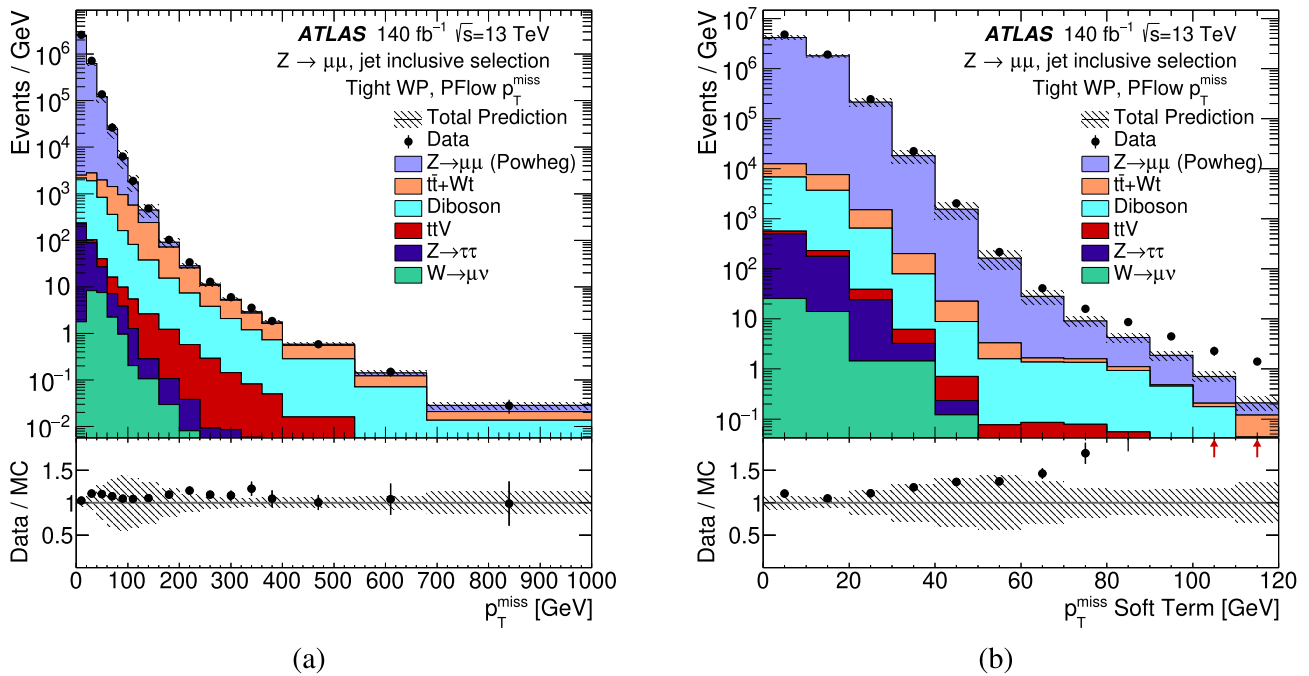 Events / GeV
10⁶
10⁵
10⁴
10³
10²
10
1
10⁻¹
10⁻²
ATLAS 140 fb⁻¹ √s=13 TeV
Z → μμ, jet inclusive selection
Tight WP, PFlow p_T^miss
Total Prediction
Data
Z→μμ (Powheg)
tt̄+Wt
Diboson
ttV
Z→ττ
W→μν
Data / MC
1.5
1
0.5
0 100 200 300 400 500 600 700 800 900 1000
p_T^miss [GeV]
(a)
Events / GeV
10⁷
10⁶
10⁵
10⁴
10³
10²
10
1
10⁻¹
ATLAS 140 fb⁻¹ √s=13 TeV
Z → μμ, jet inclusive selection
Tight WP, PFlow p_T^miss
Total Prediction
Data
Z→μμ (Powheg)
tt̄+Wt
Diboson
ttV
Z→ττ
W→μν
Data / MC
1.5
1
0.5
0 20 40 60 80 100 120
p_T^miss Soft Term [GeV]
(b)